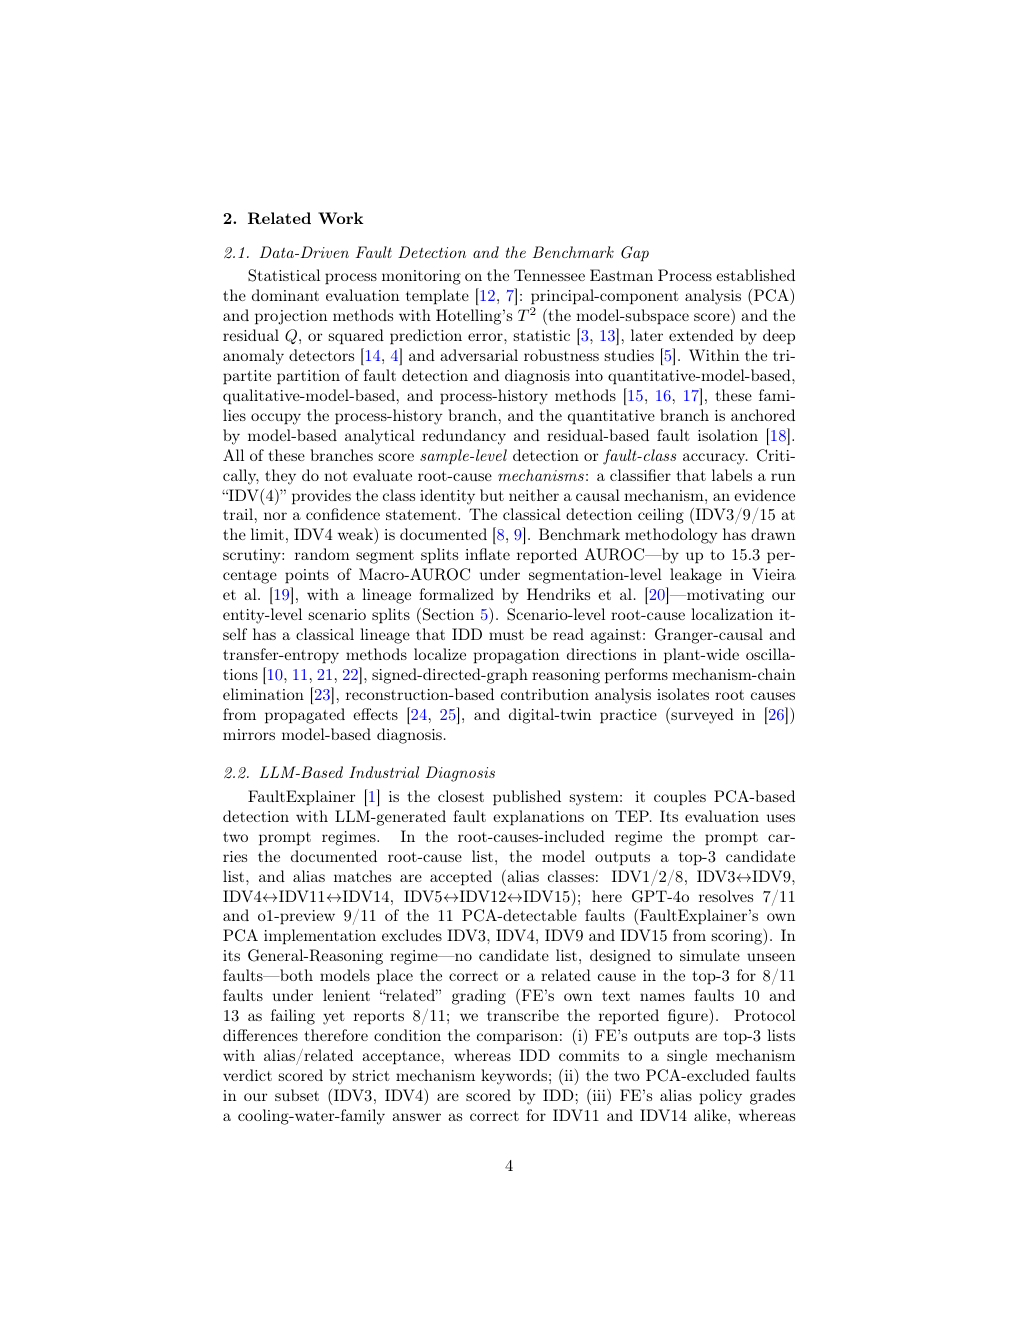 2. Related Work
2.1. Data-Driven Fault Detection and the Benchmark Gap
Statistical process monitoring on the Tennessee Eastman Process established
the dominant evaluation template [12, 7]: principal-component analysis (PCA)
and projection methods with Hotelling's T² (the model-subspace score) and the
residual Q, or squared prediction error, statistic [3, 13], later extended by deep
anomaly detectors [14, 4] and adversarial robustness studies [5]. Within the tri-
partite partition of fault detection and diagnosis into quantitative-model-based,
qualitative-model-based, and process-history methods [15, 16, 17], these fami-
lies occupy the process-history branch, and the quantitative branch is anchored
by model-based analytical redundancy and residual-based fault isolation [18].
All of these branches score sample-level detection or fault-class accuracy. Criti-
cally, they do not evaluate root-cause mechanisms: a classifier that labels a run
“IDV(4)” provides the class identity but neither a causal mechanism, an evidence
trail, nor a confidence statement. The classical detection ceiling (IDV3/9/15 at
the limit, IDV4 weak) is documented [8, 9]. Benchmark methodology has drawn
scrutiny: random segment splits inflate reported AUROC—by up to 15.3 per-
centage points of Macro-AUROC under segmentation-level leakage in Vieira
et al. [19], with a lineage formalized by Hendriks et al. [20]—motivating our
entity-level scenario splits (Section 5). Scenario-level root-cause localization it-
self has a classical lineage that IDD must be read against: Granger-causal and
transfer-entropy methods localize propagation directions in plant-wide oscilla-
tions [10, 11, 21, 22], signed-directed-graph reasoning performs mechanism-chain
elimination [23], reconstruction-based contribution analysis isolates root causes
from propagated effects [24, 25], and digital-twin practice (surveyed in [26])
mirrors model-based diagnosis.
2.2. LLM-Based Industrial Diagnosis
FaultExplainer [1] is the closest published system: it couples PCA-based
detection with LLM-generated fault explanations on TEP. Its evaluation uses
two prompt regimes. In the root-causes-included regime the prompt car-
ries the documented root-cause list, the model outputs a top-3 candidate
list, and alias matches are accepted (alias classes: IDV1/2/8, IDV3↔IDV9,
IDV4↔IDV11↔IDV14, IDV5↔IDV12↔IDV15); here GPT-4o resolves 7/11
and o1-preview 9/11 of the 11 PCA-detectable faults (FaultExplainer's own
PCA implementation excludes IDV3, IDV4, IDV9 and IDV15 from scoring). In
its General-Reasoning regime—no candidate list, designed to simulate unseen
faults—both models place the correct or a related cause in the top-3 for 8/11
faults under lenient “related” grading (FE's own text names faults 10 and
13 as failing yet reports 8/11; we transcribe the reported figure). Protocol
differences therefore condition the comparison: (i) FE's outputs are top-3 lists
with alias/related acceptance, whereas IDD commits to a single mechanism
verdict scored by strict mechanism keywords; (ii) the two PCA-excluded faults
in our subset (IDV3, IDV4) are scored by IDD; (iii) FE's alias policy grades
a cooling-water-family answer as correct for IDV11 and IDV14 alike, whereas
4